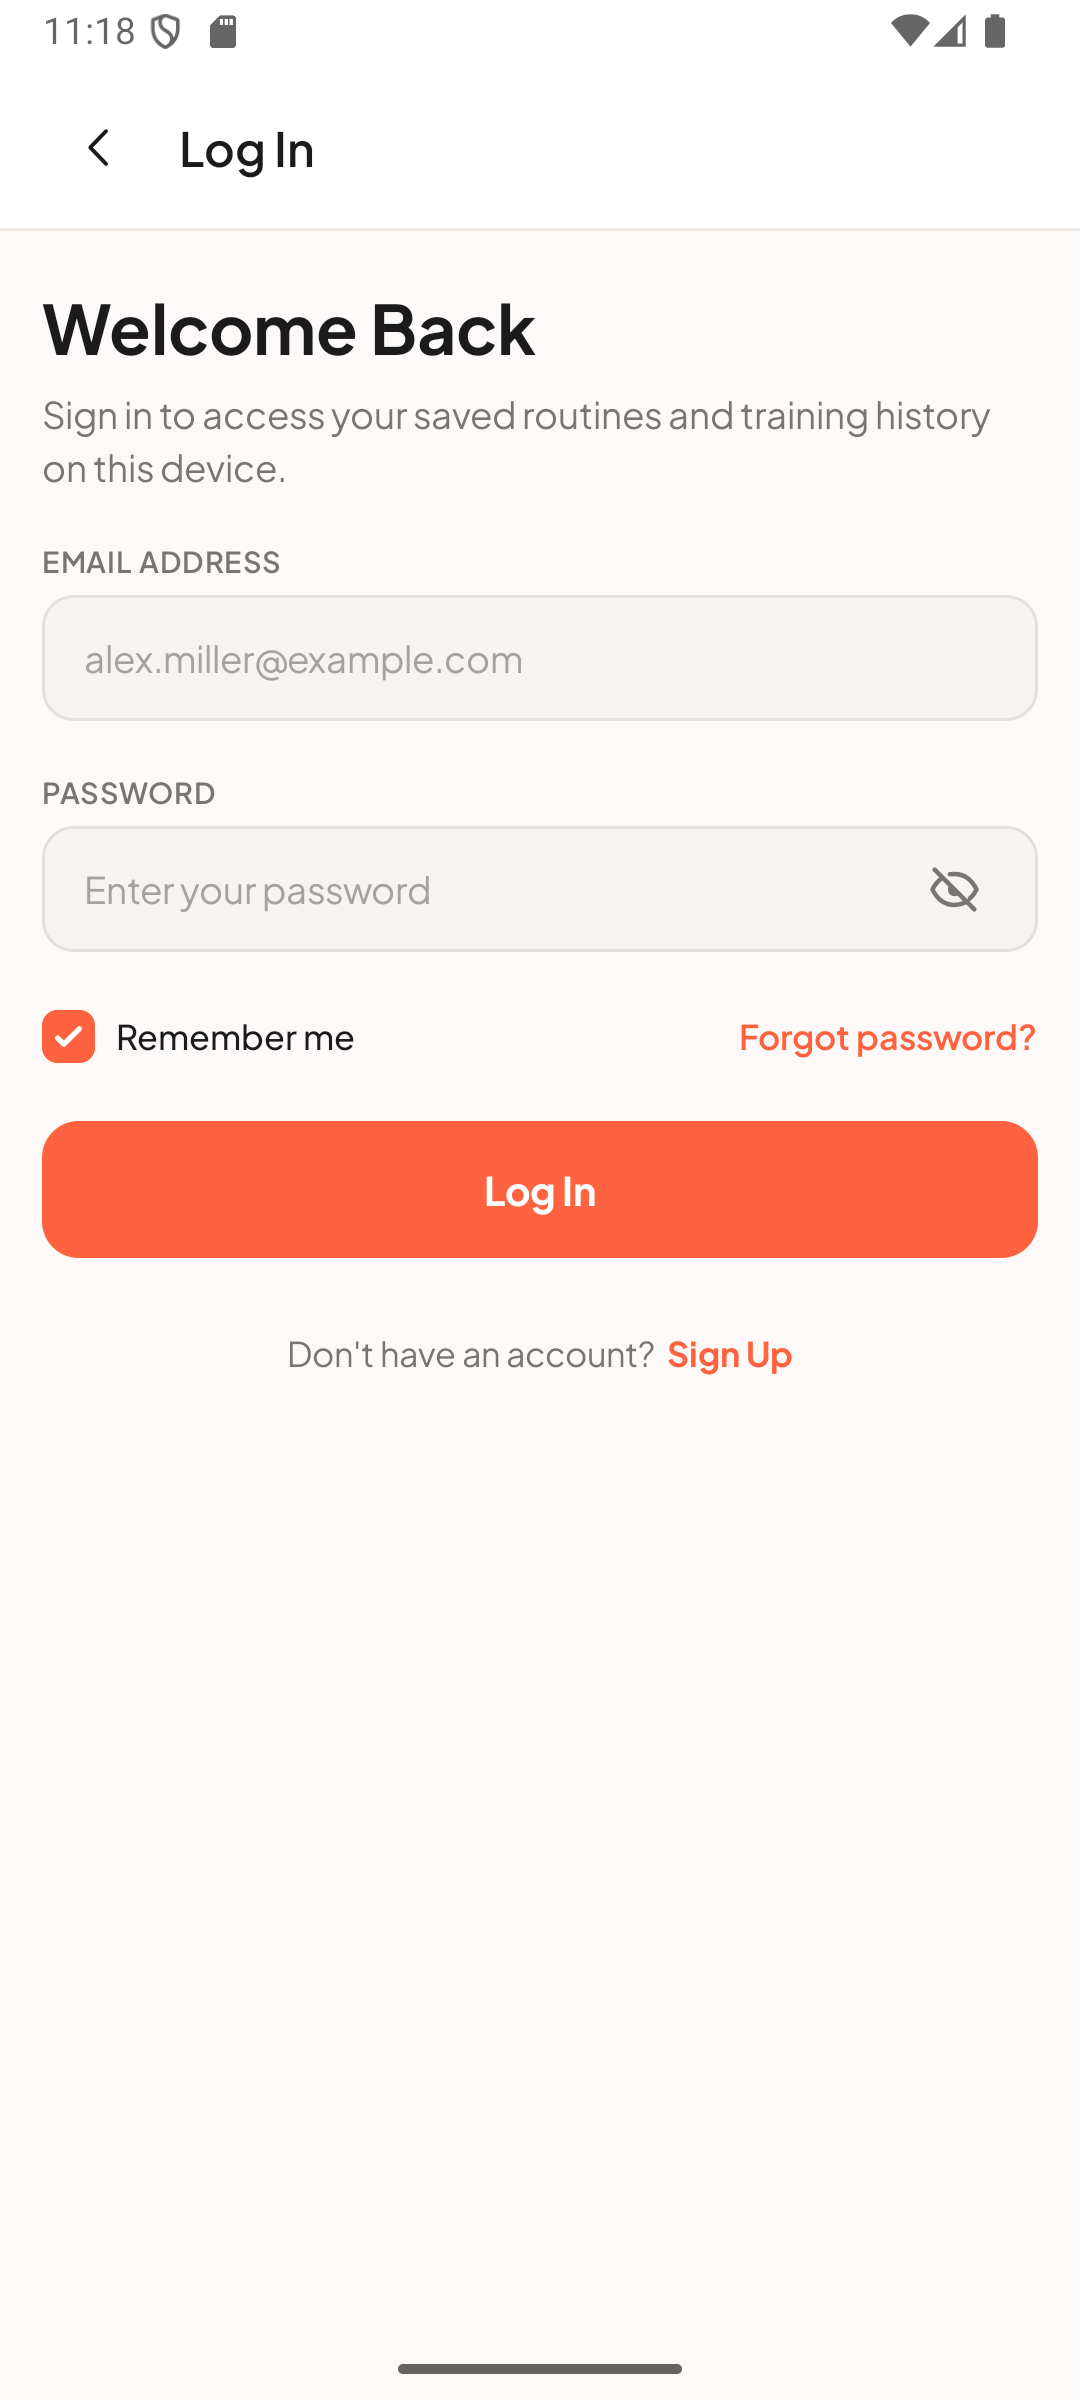 11:18
Log In
Welcome Back
Sign in to access your saved routines and training history
on this device.
EMAIL ADDRESS
alex.miller@example.com
PASSWORD
Enter your password
Remember me
Forgot password?
Log In
Don't have an account? Sign Up